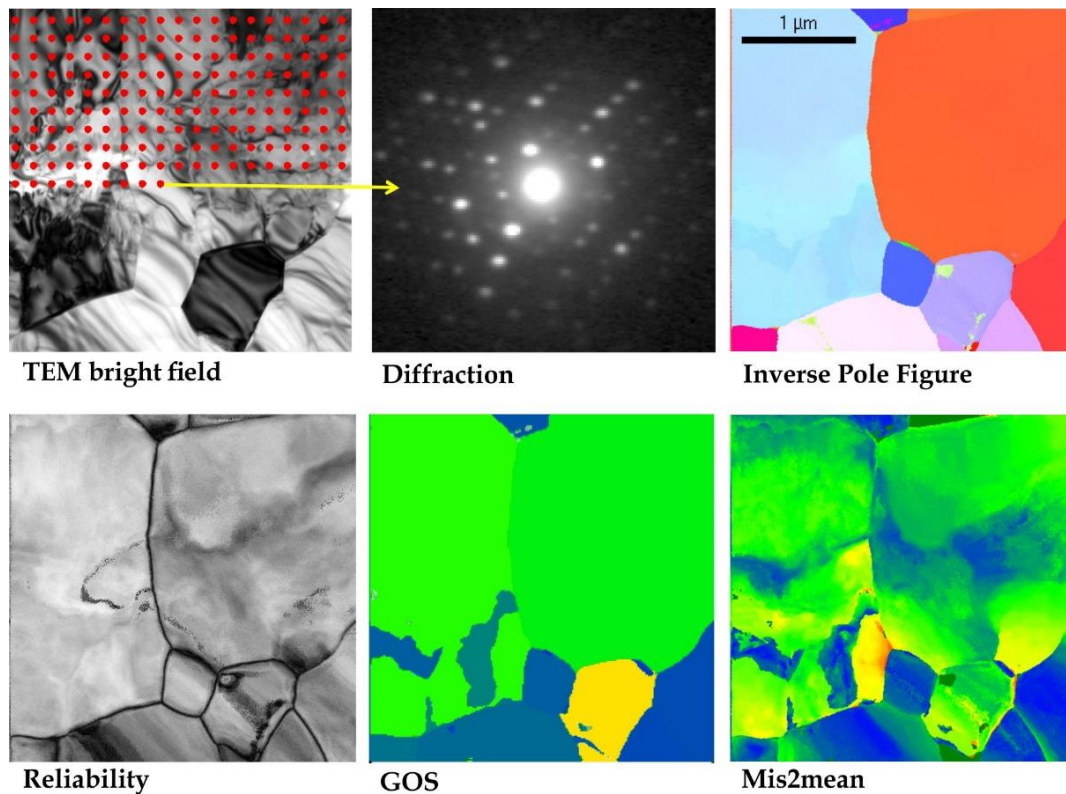 1 µm
TEM bright field
Diffraction
Inverse Pole Figure
Reliability
GOS
Mis2mean